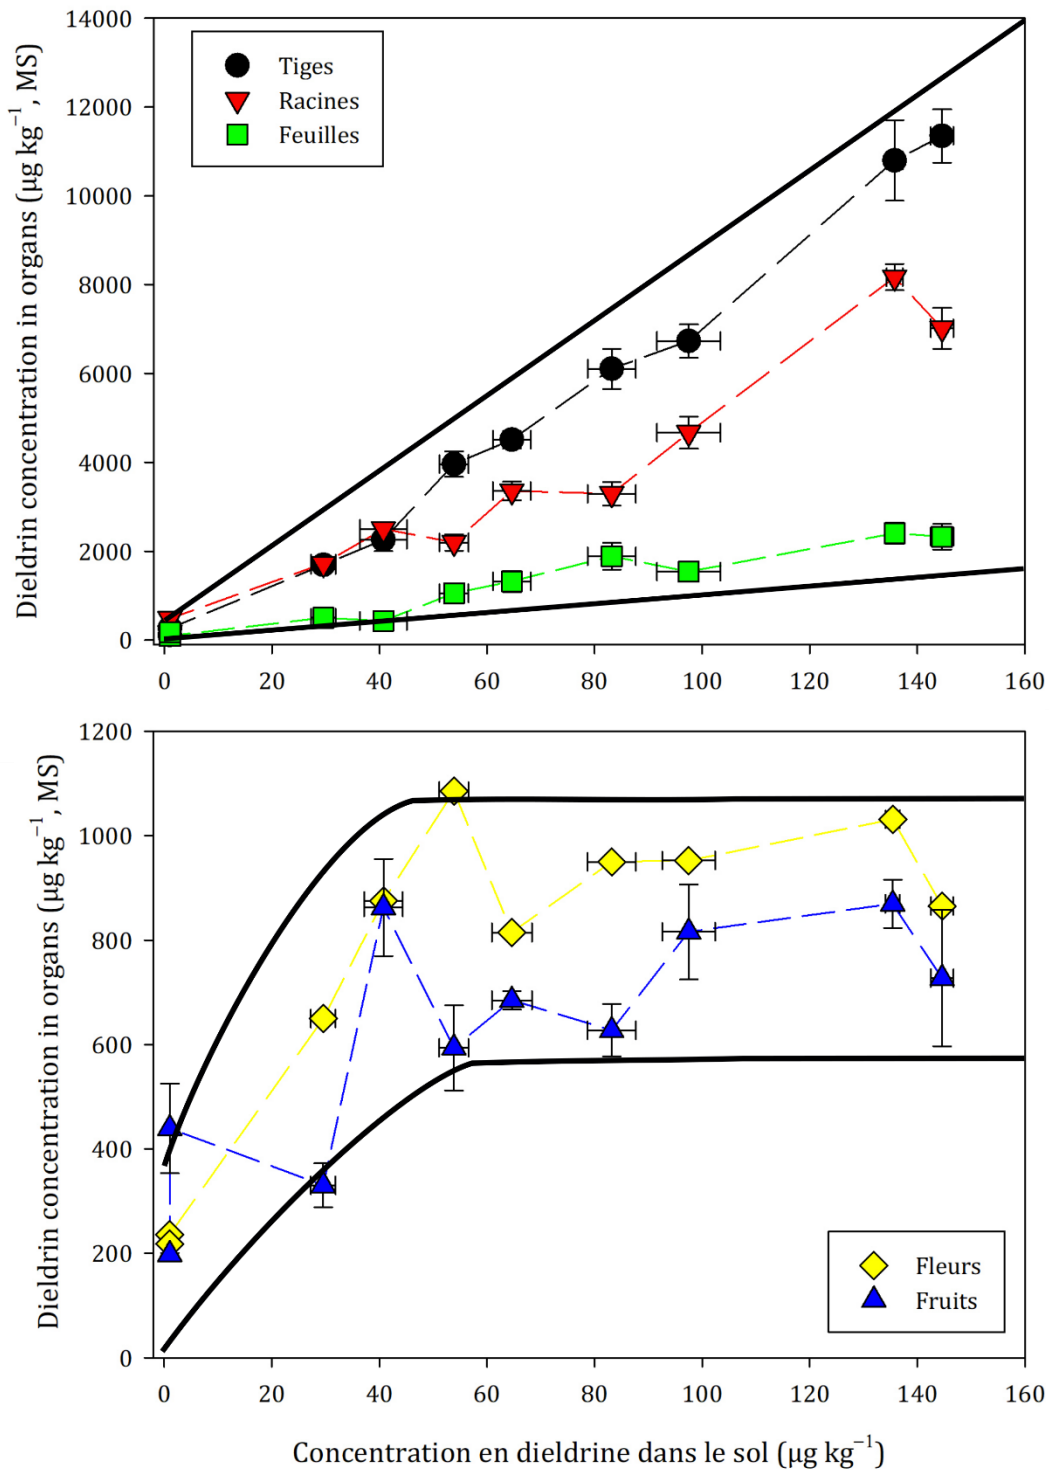 Dieldrin concentration in organs (µg kg⁻¹, MS)
14000
12000
10000
8000
6000
4000
2000
0
Tiges
Racines
Feuilles
0 20 40 60 80 100 120 140 160
Dieldrin concentration in organs (µg kg⁻¹, MS)
1200
1000
800
600
400
200
0
Fleurs
Fruits
0 20 40 60 80 100 120 140 160
Concentration en dieldrine dans le sol (µg kg⁻¹)